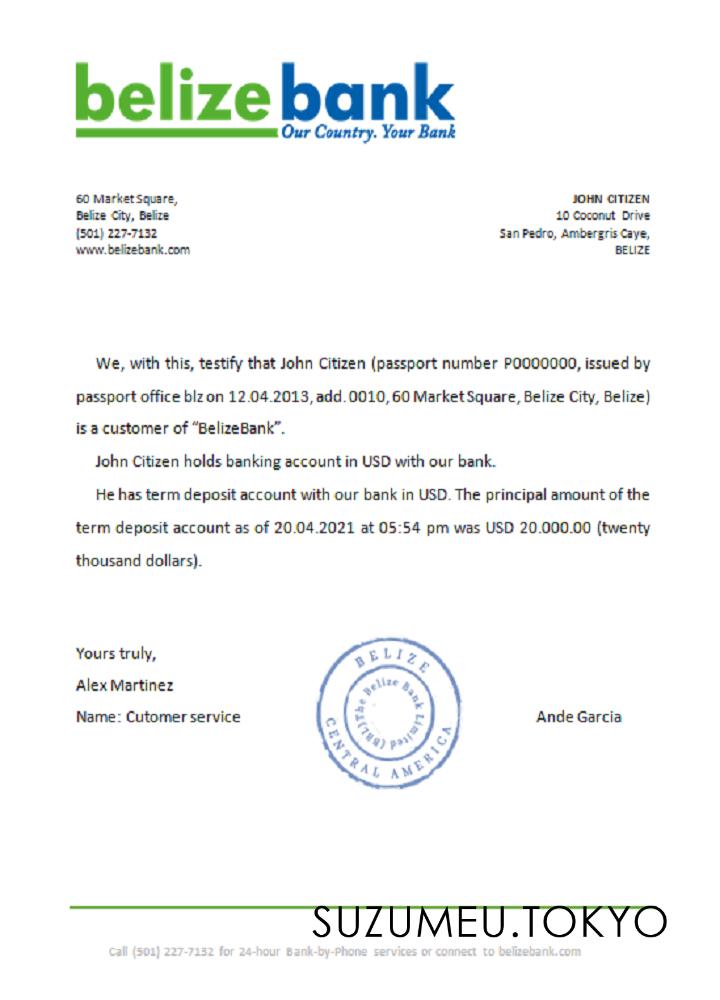 belizebank
Our Country. Your Bank
60 Market Square,
Belize City, Belize
(501) 227-7132
www.belizebank.com
JOHN CITIZEN
10 Coconut Drive
San Pedro, Ambergris Caye,
BELIZE
We, with this, testify that John Citizen (passport number P0000000, issued by
passport office blz on 12.04.2013, add. 0010, 60 Market Square, Belize City, Belize)
is a customer of “BelizeBank”.
John Citizen holds banking account in USD with our bank.
He has term deposit account with our bank in USD. The principal amount of the
term deposit account as of 20.04.2021 at 05:54 pm was USD 20.000.00 (twenty
thousand dollars).
Yours truly,
Alex Martinez
Name: Cutomer service
BELIZE
CENTRAL AMERICA
The Belize Bank Limited (BBL)
Ande Garcia
SUZUMEU.TOKYO
Call (501) 227-7132 for 24-hour Bank-by-Phone services or connect to belizebank.com